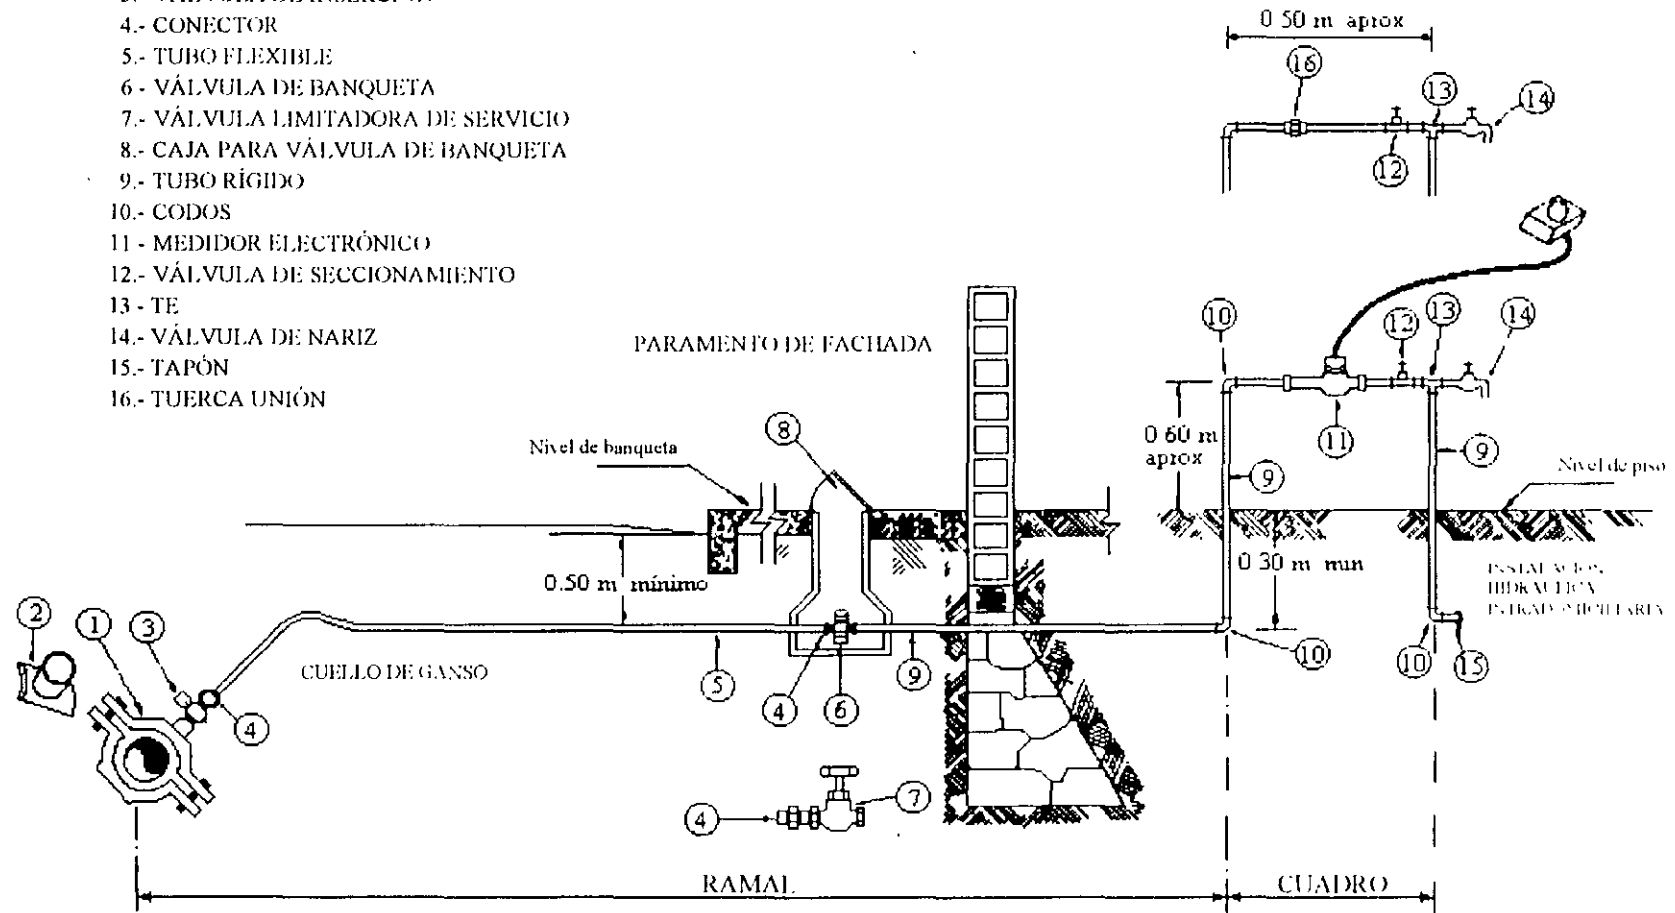 4.- CONECTOR
5.- TUBO FLEXIBLE
6 - VÁLVULA DE BANQUETA
7.- VÁLVULA LIMITADORA DE SERVICIO
8.- CAJA PARA VÁLVULA DE BANQUETA
9.- TUBO RÍGIDO
10.- CODOS
11 - MEDIDOR ELECTRÓNICO
12.- VÁLVULA DE SECCIONAMIENTO
13 - TE
14.- VÁLVULA DE NARIZ
15.- TAPÓN
16.- TUERCA UNIÓN
0 50 m aprox
16
13
14
12
PARAMENTO DE FACHADA
10
12
13
14
Nivel de banqueta
8
0 60 m
aprox
11
9
9
Nivel de piso
0.50 m mínimo
0 30 m min
INSTALACION
HIDRAULICA
2
1
3
CUELLO DE GANSO
4
5
4
6
9
10
10
15
4
7
RAMAL
CUADRO